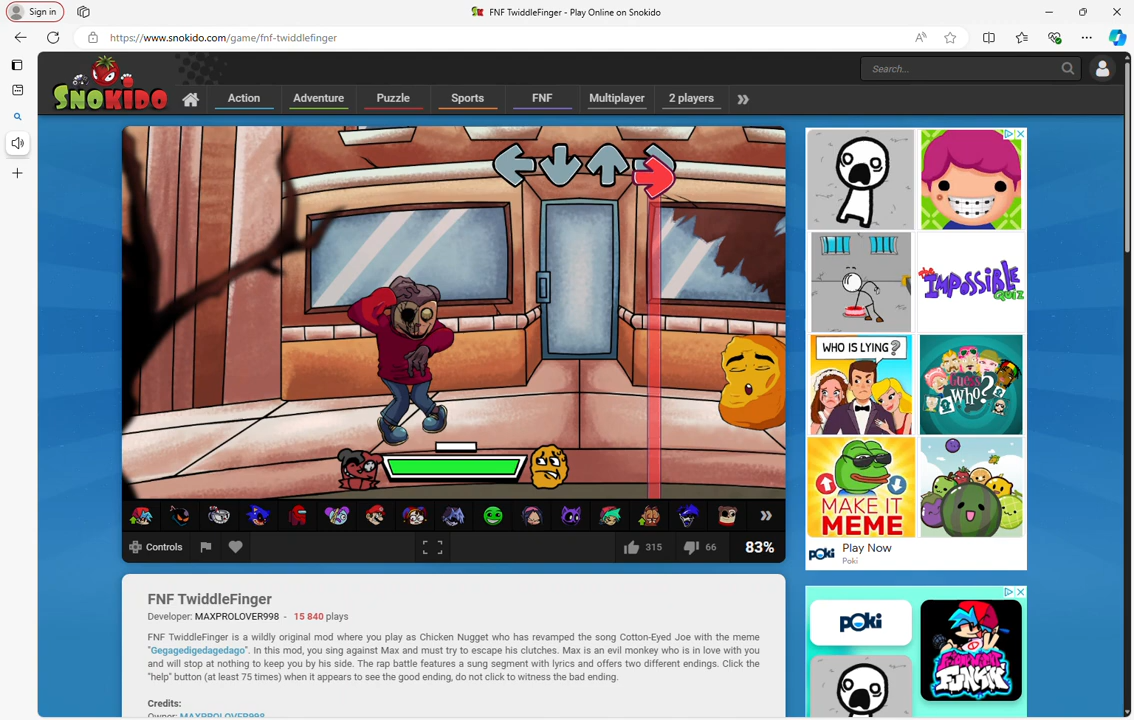 Sign in
FNF TwiddleFinger - Play Online on Snokido
https://www.snokido.com/game/fnf-twiddlefinger
SNOKIDO
Search...
Action
Adventure
Puzzle
Sports
FNF
Multiplayer
2 players
the IMPOSSIBLE QUIZ
WHO IS LYING?
GUESS WHO?
MAKE IT MEME
POKI
Play Now
Poki
Controls
315
66
83%
FNF TwiddleFinger
Developer: MAXPROLOVER998 - 15 840 plays
FNF TwiddleFinger is a wildly original mod where you play as Chicken Nugget who has revamped the song Cotton-Eyed Joe with the meme
"Gegagedigedagedago". In this mod, you sing against Max and must try to escape his clutches. Max is an evil monkey who is in love with you
and will stop at nothing to keep you by his side. The rap battle features a sung segment with lyrics and offers two different endings. Click the
"help" button (at least 75 times) when it appears to see the good ending, do not click to witness the bad ending.
Credits:
Owner: MAXPROLOVER998
POKI
FRIDAY NIGHT FUNKIN'